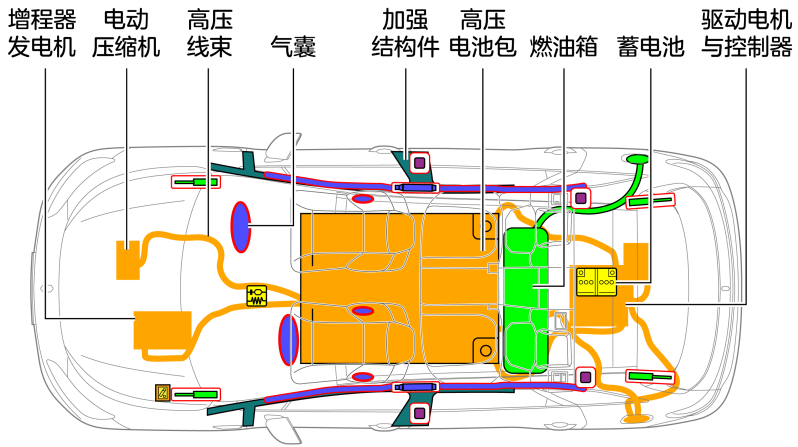 增程器
发电机
电动
压缩机
高压
线束
气囊
加强
结构件
高压
电池包
燃油箱
蓄电池
驱动电机
与控制器